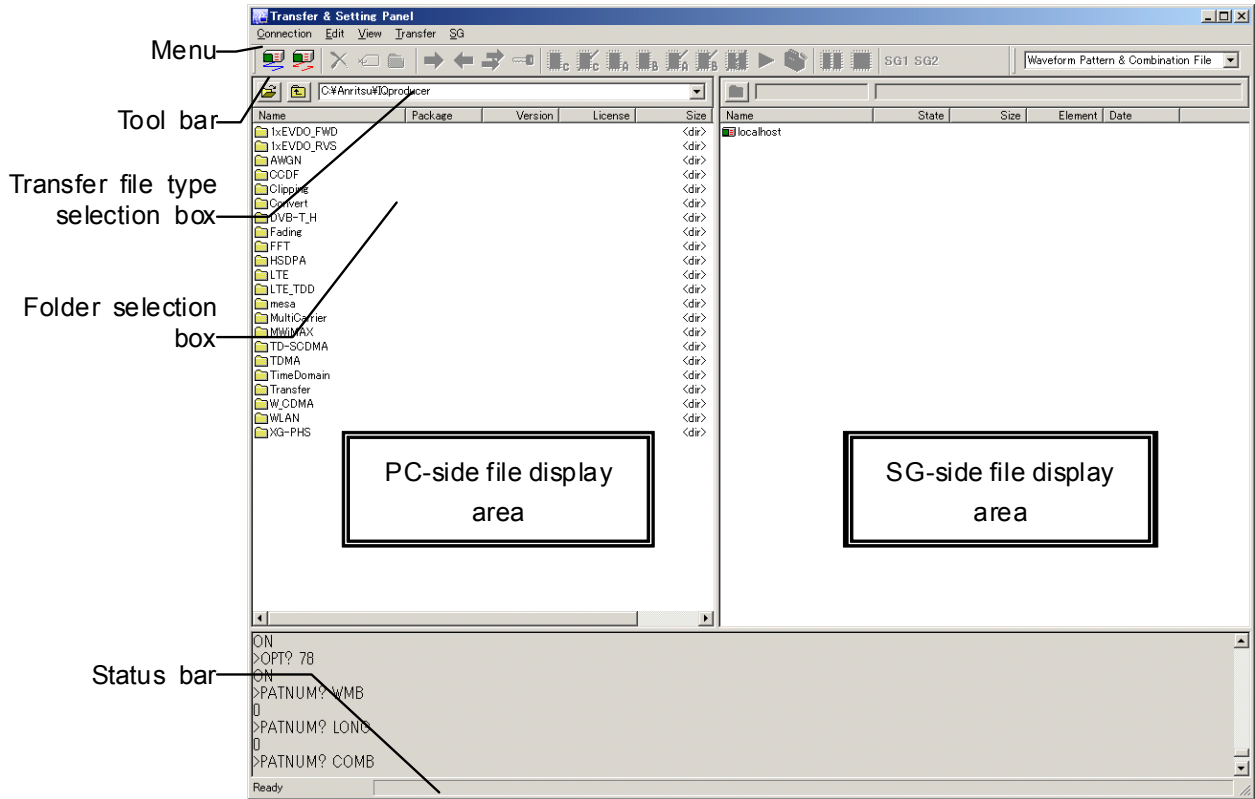 Transfer & Setting Panel
Connection Edit View Transfer SG
Menu
C C A B A B SG1 SG2 Waveform Pattern & Combination File
Tool bar
C:¥Anritsu¥IQproducer
Name Package Version License Size
Name State Size Element Date
1xEVDO_FWD <dir>
localhost
1xEVDO_RVS <dir>
AWGN <dir>
CCDF <dir>
Clipping <dir>
Convert <dir>
DVB-T_H <dir>
Fading <dir>
FFT <dir>
HSDPA <dir>
LTE <dir>
LTE_TDD <dir>
mesa <dir>
MultiCarrier <dir>
MWiMAX <dir>
TD-SCDMA <dir>
TDMA <dir>
TimeDomain <dir>
Transfer <dir>
W_CDMA <dir>
WLAN <dir>
XG-PHS <dir>
Transfer file type
selection box
Folder selection
box
PC-side file display
area
SG-side file display
area
Status bar
ON
>OPT? 78
ON
>PATNUM? WMB
0
>PATNUM? LONG
0
>PATNUM? COMB
Ready